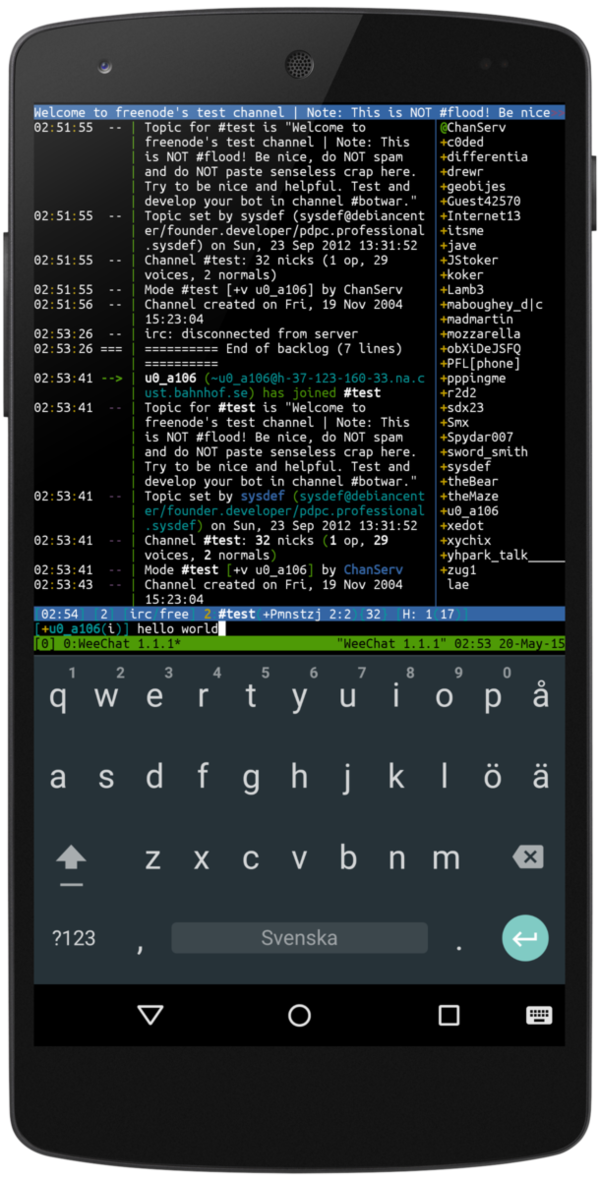 Welcome to freenode's test channel | Note: This is NOT #flood! Be nice
02:51:55 -- | Topic for #test is "Welcome to
freenode's test channel | Note: This
is NOT #flood! Be nice, do NOT spam
and do NOT paste senseless crap here.
Try to be nice and helpful. Test and
develop your bot in channel #botwar."
02:51:55 -- | Topic set by sysdef (sysdef@debiancent
er/founder.developer/pdpc.professional
.sysdef) on Sun, 23 Sep 2012 13:31:52
02:51:55 -- | Channel #test: 32 nicks (1 op, 29
voices, 2 normals)
02:51:55 -- | Mode #test [+v u0_a106] by ChanServ
02:51:56 -- | Channel created on Fri, 19 Nov 2004
15:23:04
02:53:26 -- | irc: disconnected from server
02:53:26 === | ========== End of backlog (7 lines)
==========
02:53:41 --> | u0_a106 (~u0_a106@h-37-123-160-33.na.c
ust.bahnhof.se) has joined #test
02:53:41 -- | Topic for #test is "Welcome to
freenode's test channel | Note: This
is NOT #flood! Be nice, do NOT spam
and do NOT paste senseless crap here.
Try to be nice and helpful. Test and
develop your bot in channel #botwar."
02:53:41 -- | Topic set by sysdef (sysdef@debiancent
er/founder.developer/pdpc.professional
.sysdef) on Sun, 23 Sep 2012 13:31:52
02:53:41 -- | Channel #test: 32 nicks (1 op, 29
voices, 2 normals)
02:53:41 -- | Mode #test [+v u0_a106] by ChanServ
02:53:43 -- | Channel created on Fri, 19 Nov 2004
15:23:04
@ChanServ
+c0ded
+differentia
+drewr
+geobijes
+Guest42570
+Internet13
+itsme
+jave
+JStoker
+koker
+Lamb3
+maboughey_d|c
+madmartin
+mozzarella
+obXiDeJSFQ
+PFL[phone]
+pppingme
+r2d2
+sdx23
+Smx
+Spydar007
+sword_smith
+sysdef
+theBear
+theMaze
+u0_a106
+xedot
+xychix
+yhpark_talk_____
+zug1
lae
[02:54] [2] [irc/free] 2:#test(+Pmnstzj 2:2){32} [H: 1 17)]
[+u0_a106(i)] hello world
[0] 0:WeeChat 1.1.1* "WeeChat 1.1.1" 02:53 20-May-15
1 2 3 4 5 6 7 8 9 0
q w e r t y u i o p å
a s d f g h j k l ö ä
z x c v b n m
?123 , Svenska .